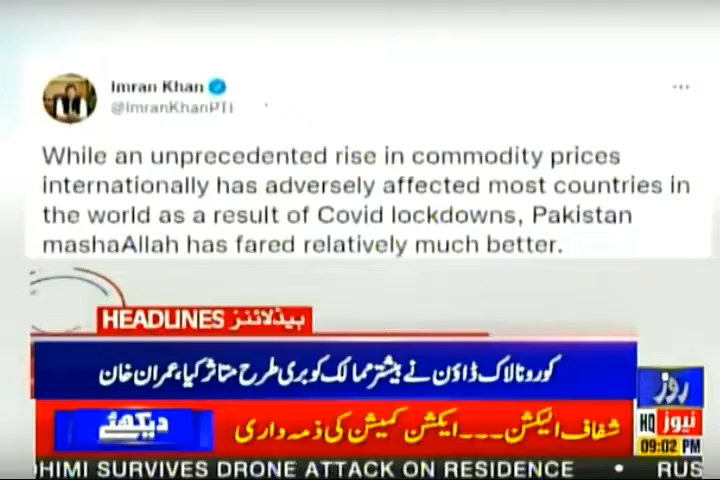 Imran Khan
@ImranKhanPTI
While an unprecedented rise in commodity prices
internationally has adversely affected most countries in
the world as a result of Covid lockdowns, Pakistan
mashaAllah has fared relatively much better.
HEADLINES ہیڈلائنز
کورونا لاک ڈاؤن نے بیشتر ممالک کو بری طرح متاثر کیا، عمران خان
روز
نیوز
HQ
09:02 PM
شفاف الیکشن۔۔۔ ایکشن کمیشن کی ذمہ داری
دیکھئے
HIMI SURVIVES DRONE ATTACK ON RESIDENCE • RUS